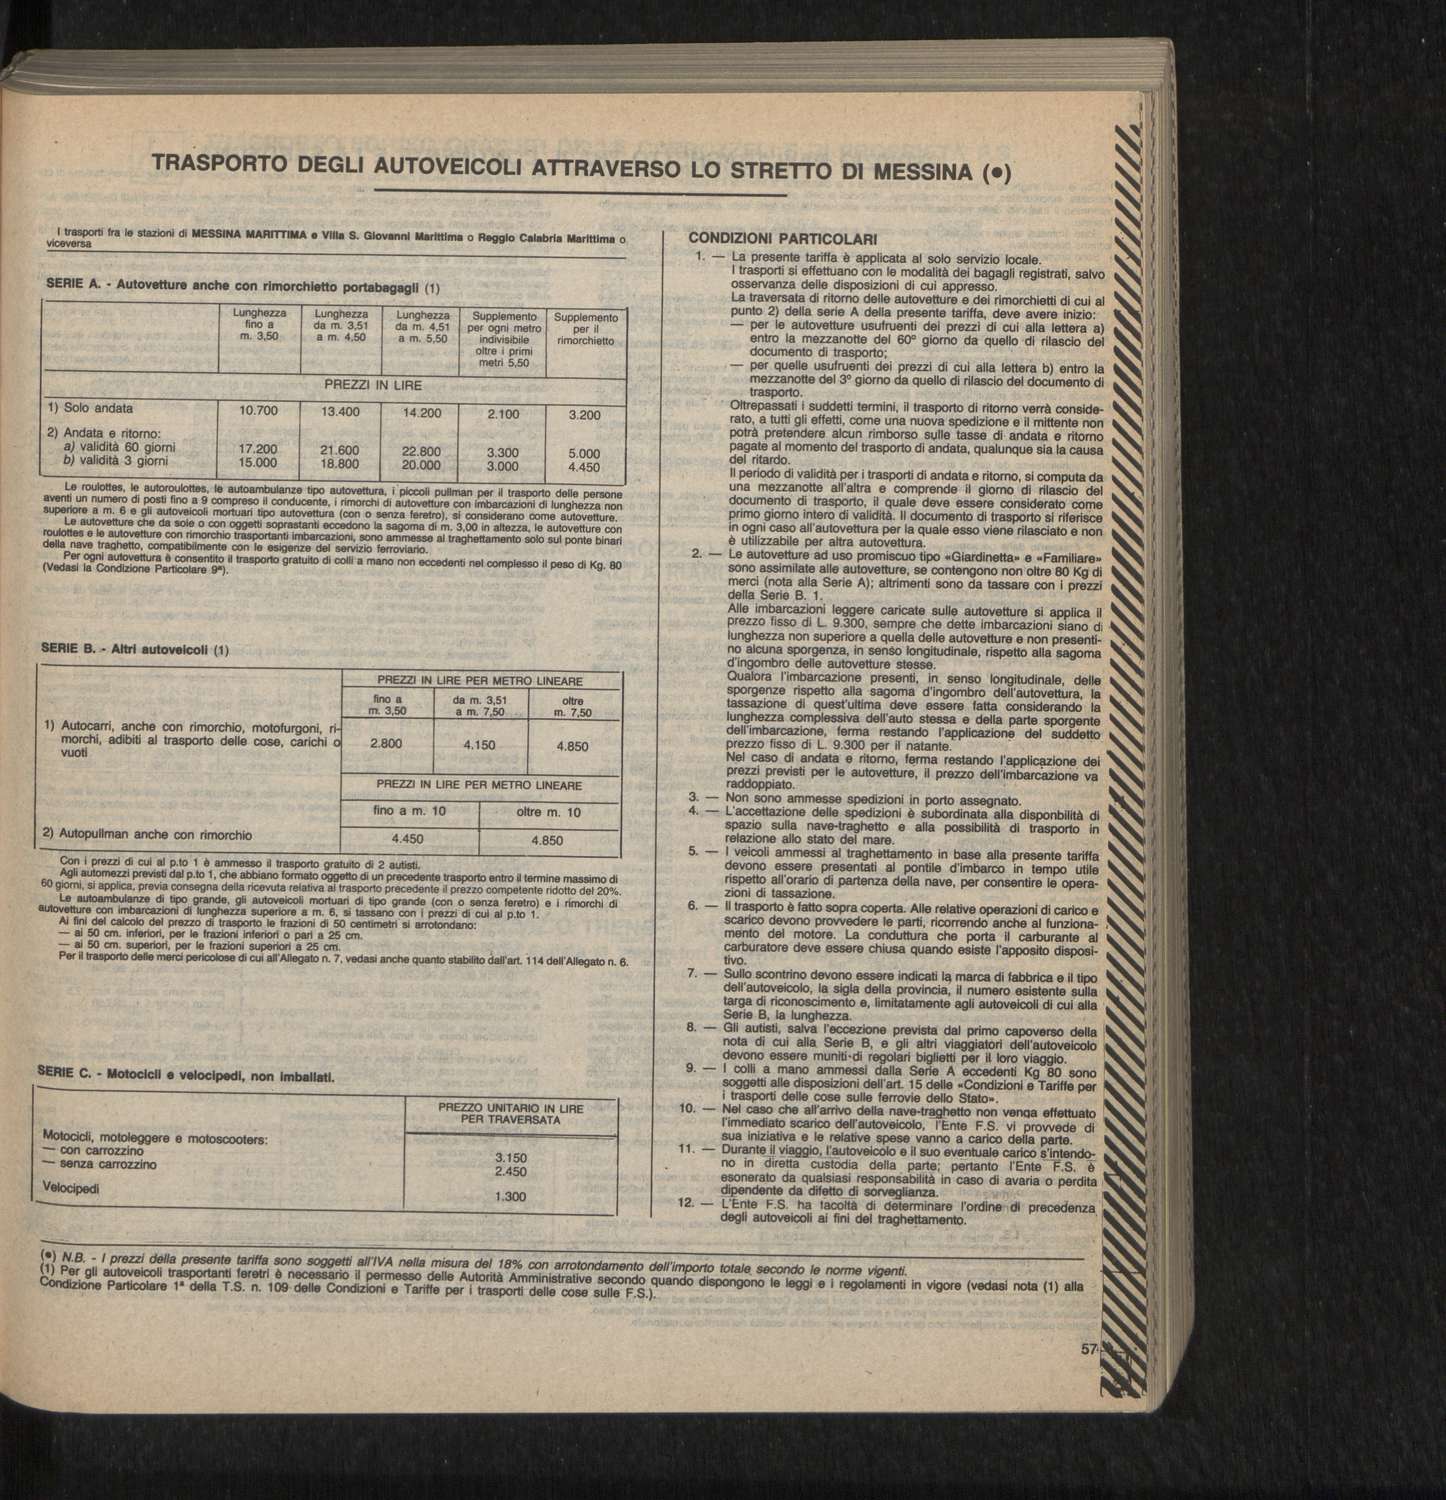 TRASPORTO DEGLI AUTOVEICOLI ATTRAVERSO LO STRETTO DI MESSINA (●)
I trasporti fra le stazioni di MESSINA MARITTIMA e Villa S. Giovanni Marittima o Reggio Calabria Marittima o
viceversa
SERIE A. - Autovetture anche con rimorchietto portabagagli (1)
Lunghezza fino a m. 3,50
Lunghezza da m. 3,51 a m. 4,50
Lunghezza da m. 4,51 a m. 5,50
Supplemento per ogni metro indivisibile oltre i primi metri 5,50
Supplemento per il rimorchietto
PREZZI IN LIRE
1) Solo andata 10.700 13.400 14.200 2.100 3.200
2) Andata e ritorno:
a) validità 60 giorni 17.200 21.600 22.800 3.300 5.000
b) validità 3 giorni 15.000 18.800 20.000 3.000 4.450
Le roulottes, le autoroulottes, le autoambulanze tipo autovettura, i piccoli pullman per il trasporto delle persone
aventi un numero di posti fino a 9 compreso il conducente, i rimorchi di autovetture con imbarcazioni di lunghezza non
superiore a m. 6 e gli autoveicoli mortuari tipo autovettura (con o senza feretro), si considerano come autovetture.
Le autovetture che da sole o con oggetti soprastanti eccedono la sagoma di m. 3,00 in altezza, le autovetture con
roulottes e le autovetture con rimorchio trasportanti imbarcazioni, sono ammesse al traghettamento solo sul ponte binari
della nave traghetto, compatibilmente con le esigenze del servizio ferroviario.
Per ogni autovettura è consentito il trasporto gratuito di colli a mano non eccedenti nel complesso il peso di Kg. 80
(Vedasi la Condizione Particolare 9ª).
SERIE B. - Altri autoveicoli (1)
PREZZI IN LIRE PER METRO LINEARE
fino a m. 3,50
da m. 3,51 a m. 7,50
oltre m. 7,50
1) Autocarri, anche con rimorchio, motofurgoni, ri-
morchi, adibiti al trasporto delle cose, carichi o
vuoti
2.800 4.150 4.850
PREZZI IN LIRE PER METRO LINEARE
fino a m. 10 oltre m. 10
2) Autopullman anche con rimorchio 4.450 4.850
Con i prezzi di cui al p.to 1 è ammesso il trasporto gratuito di 2 autisti.
Agli automezzi previsti dal p.to 1, che abbiano formato oggetto di un precedente trasporto entro il termine massimo di
60 giorni, si applica, previa consegna della ricevuta relativa al trasporto precedente il prezzo competente ridotto del 20%.
Le autoambulanze di tipo grande, gli autoveicoli mortuari di tipo grande (con o senza feretro) e i rimorchi di
autovetture con imbarcazioni di lunghezza superiore a m. 6, si tassano con i prezzi di cui al p.to 1.
Ai fini del calcolo del prezzo di trasporto le frazioni di 50 centimetri si arrotondano:
— ai 50 cm. inferiori, per le frazioni inferiori o pari a 25 cm.
— ai 50 cm. superiori, per le frazioni superiori a 25 cm.
Per il trasporto delle merci pericolose di cui all'Allegato n. 7, vedasi anche quanto stabilito dall'art. 114 dell'Allegato n. 6.
SERIE C. - Motocicli e velocipedi, non imballati.
PREZZO UNITARIO IN LIRE
PER TRAVERSATA
Motocicli, motoleggere e motoscooters:
— con carrozzino 3.150
— senza carrozzino 2.450
Velocipedi 1.300
CONDIZIONI PARTICOLARI
1. — La presente tariffa è applicata al solo servizio locale.
I trasporti si effettuano con le modalità dei bagagli registrati, salvo
osservanza delle disposizioni di cui appresso.
La traversata di ritorno delle autovetture e dei rimorchietti di cui al
punto 2) della serie A della presente tariffa, deve avere inizio:
— per le autovetture usufruenti dei prezzi di cui alla lettera a)
entro la mezzanotte del 60° giorno da quello di rilascio del
documento di trasporto;
— per quelle usufruenti dei prezzi di cui alla lettera b) entro la
mezzanotte del 3° giorno da quello di rilascio del documento di
trasporto.
Oltrepassati i suddetti termini, il trasporto di ritorno verrà conside-
rato, a tutti gli effetti, come una nuova spedizione e il mittente non
potrà pretendere alcun rimborso sulle tasse di andata e ritorno
pagate al momento del trasporto di andata, qualunque sia la causa
del ritardo.
Il periodo di validità per i trasporti di andata e ritorno, si computa da
una mezzanotte all'altra e comprende il giorno di rilascio del
documento di trasporto, il quale deve essere considerato come
primo giorno intero di validità. Il documento di trasporto si riferisce
in ogni caso all'autovettura per la quale esso viene rilasciato e non
è utilizzabile per altra autovettura.
2. — Le autovetture ad uso promiscuo tipo «Giardinetta» e «Familiare»
sono assimilate alle autovetture, se contengono non oltre 80 Kg di
merci (nota alla Serie A); altrimenti sono da tassare con i prezzi
della Serie B. 1.
Alle imbarcazioni leggere caricate sulle autovetture si applica il
prezzo fisso di L. 9.300, sempre che dette imbarcazioni siano di
lunghezza non superiore a quella delle autovetture e non presenti-
no alcuna sporgenza, in senso longitudinale, rispetto alla sagoma
d'ingombro delle autovetture stesse.
Qualora l'imbarcazione presenti, in senso longitudinale, delle
sporgenze rispetto alla sagoma d'ingombro dell'autovettura, la
tassazione di quest'ultima deve essere fatta considerando la
lunghezza complessiva dell'auto stessa e della parte sporgente
dell'imbarcazione, ferma restando l'applicazione del suddetto
prezzo fisso di L. 9.300 per il natante.
Nel caso di andata e ritorno, ferma restando l'applicazione dei
prezzi previsti per le autovetture, il prezzo dell'imbarcazione va
raddoppiato.
3. — Non sono ammesse spedizioni in porto assegnato.
4. — L'accettazione delle spedizioni è subordinata alla disponbilità di
spazio sulla nave-traghetto e alla possibilità di trasporto in
relazione allo stato del mare.
5. — I veicoli ammessi al traghettamento in base alla presente tariffa
devono essere presentati al pontile d'imbarco in tempo utile
rispetto all'orario di partenza della nave, per consentire le opera-
zioni di tassazione.
6. — Il trasporto è fatto sopra coperta. Alle relative operazioni di carico e
scarico devono provvedere le parti, ricorrendo anche al funziona-
mento del motore. La conduttura che porta il carburante al
carburatore deve essere chiusa quando esiste l'apposito disposi-
tivo.
7. — Sullo scontrino devono essere indicati la marca di fabbrica e il tipo
dell'autoveicolo, la sigla della provincia, il numero esistente sulla
targa di riconoscimento e, limitatamente agli autoveicoli di cui alla
Serie B, la lunghezza.
8. — Gli autisti, salva l'eccezione prevista dal primo capoverso della
nota di cui alla Serie B, e gli altri viaggiatori dell'autoveicolo
devono essere muniti di regolari biglietti per il loro viaggio.
9. — I colli a mano ammessi dalla Serie A eccedenti Kg 80 sono
soggetti alle disposizioni dell'art. 15 delle «Condizioni e Tariffe per
i trasporti delle cose sulle ferrovie dello Stato».
10. — Nel caso che all'arrivo della nave-traghetto non venga effettuato
l'immediato scarico dell'autoveicolo, l'Ente F.S. vi provvede di
sua iniziativa e le relative spese vanno a carico della parte.
11. — Durante il viaggio, l'autoveicolo e il suo eventuale carico s'intendo-
no in diretta custodia della parte; pertanto l'Ente F.S. è
esonerato da qualsiasi responsabilità in caso di avaria o perdita
dipendente da difetto di sorveglianza.
12. — L'Ente F.S. ha facoltà di determinare l'ordine di precedenza
degli autoveicoli ai fini del traghettamento.
(●) N.B. - I prezzi della presente tariffa sono soggetti all'IVA nella misura del 18% con arrotondamento dell'importo totale secondo le norme vigenti.
(1) Per gli autoveicoli trasportanti feretri è necessario il permesso delle Autorità Amministrative secondo quando dispongono le leggi e i regolamenti in vigore (vedasi nota (1) alla
Condizione Particolare 1ª della T.S. n. 109 delle Condizioni e Tariffe per i trasporti delle cose sulle F.S.).
57